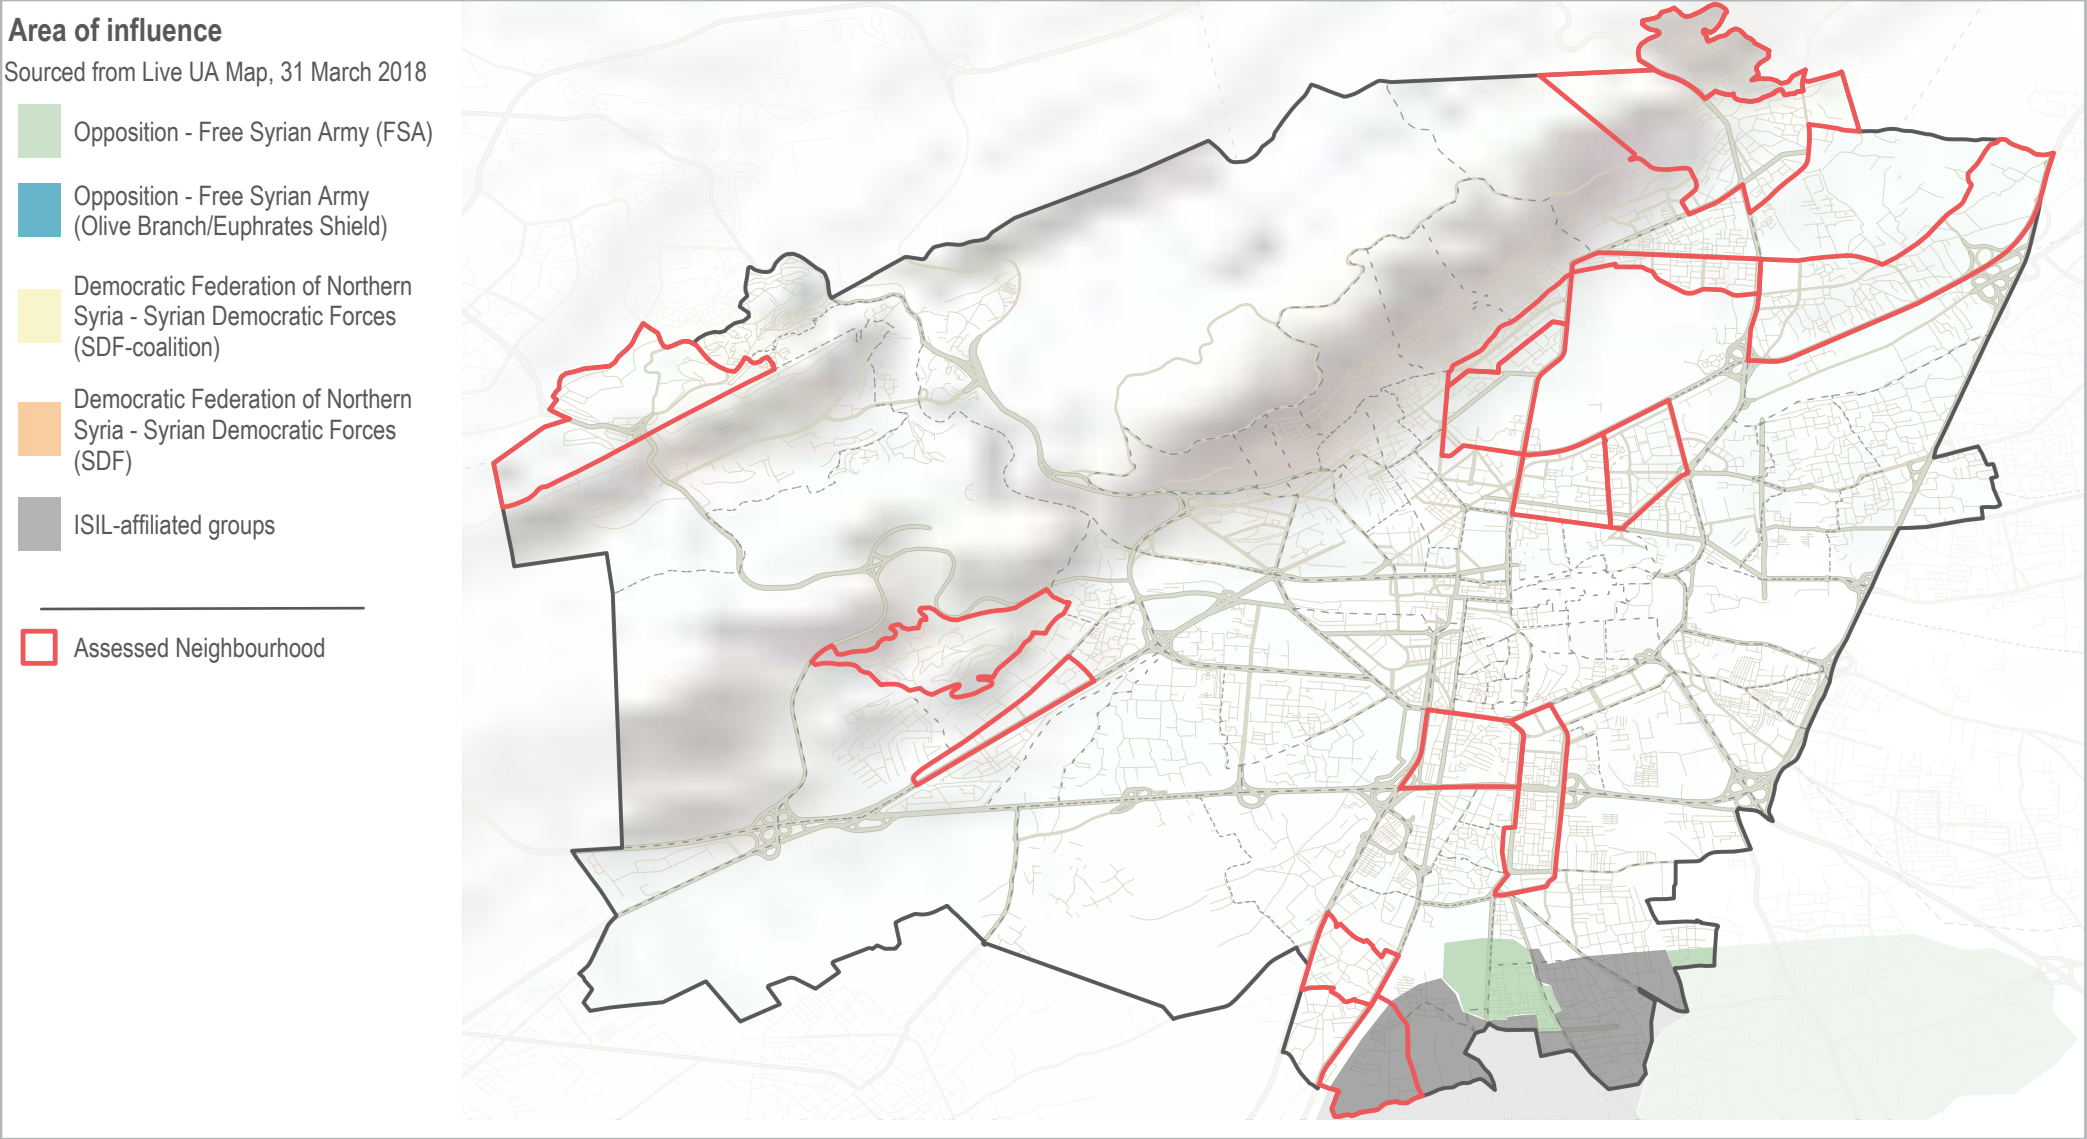 Area of influence
Sourced from Live UA Map, 31 March 2018
Opposition - Free Syrian Army (FSA)
Opposition - Free Syrian Army
(Olive Branch/Euphrates Shield)
Democratic Federation of Northern
Syria - Syrian Democratic Forces
(SDF-coalition)
Democratic Federation of Northern
Syria - Syrian Democratic Forces
(SDF)
ISIL-affiliated groups
Assessed Neighbourhood